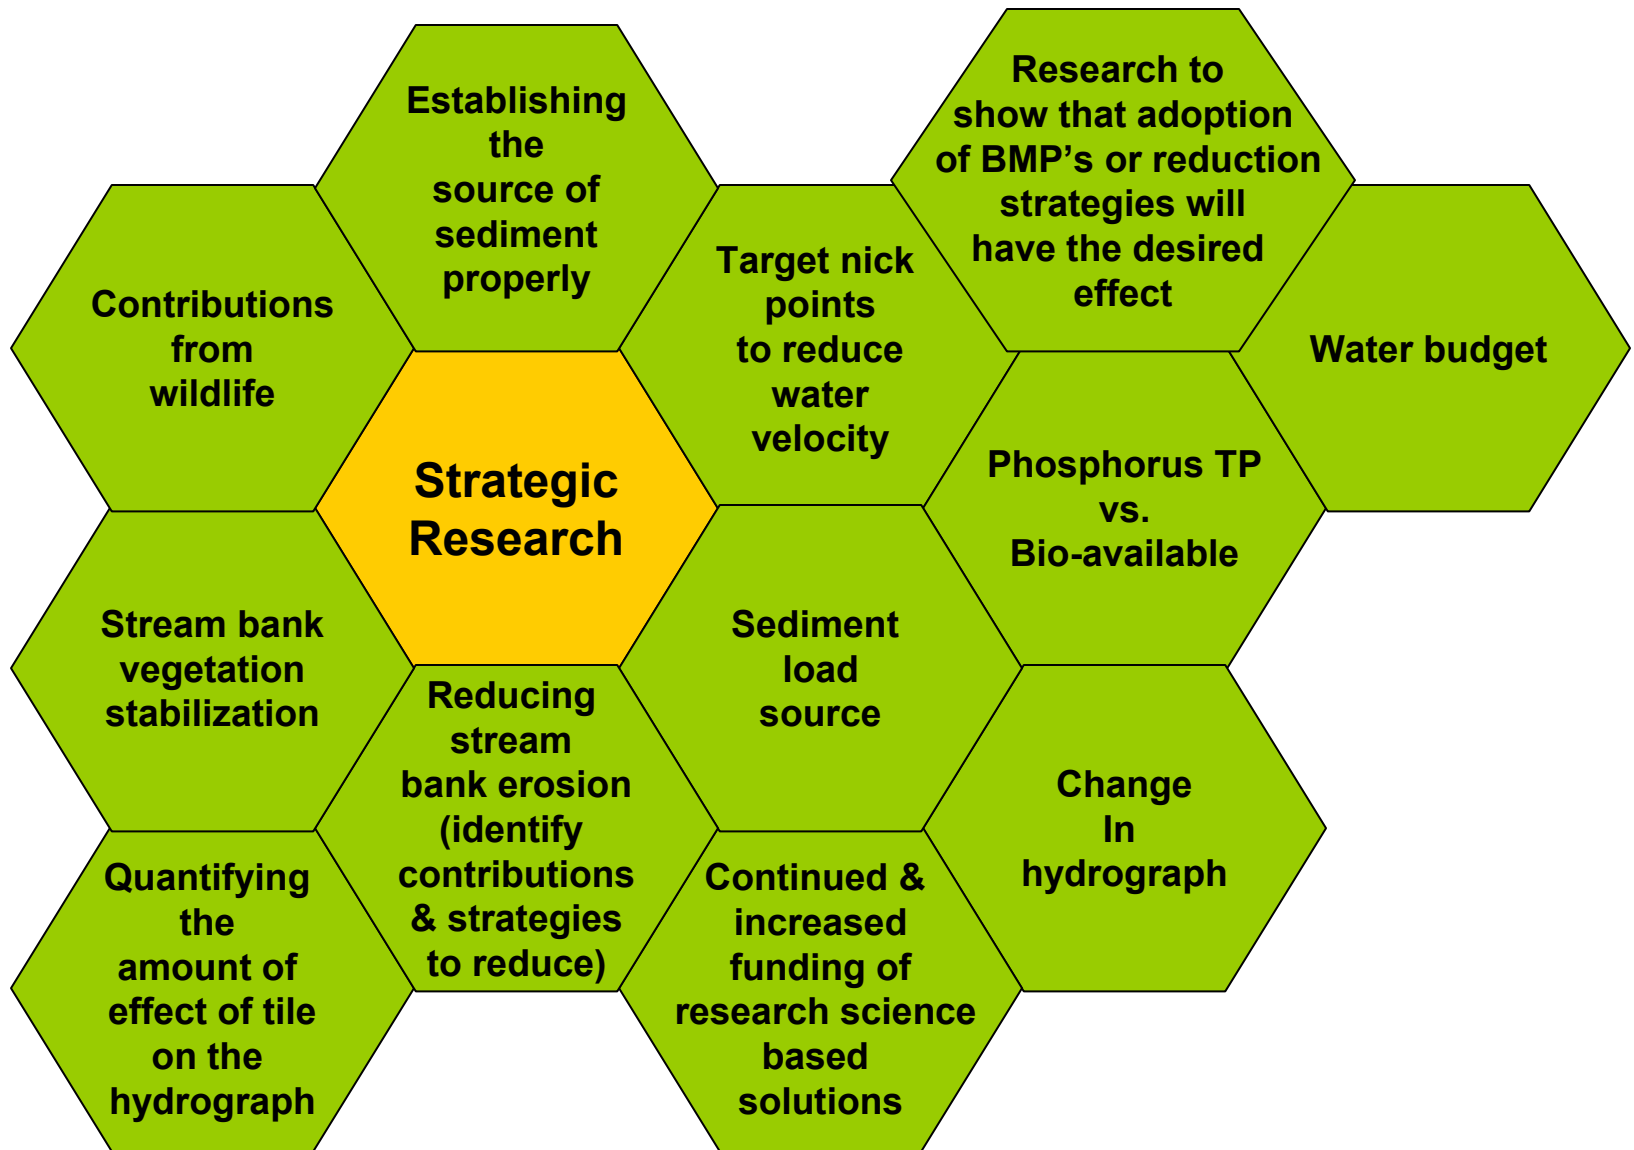 Establishing
the
source of
sediment
properly
Research to
show that adoption
of BMP’s or reduction
strategies will
have the desired
effect
Contributions
from
wildlife
Target nick
points
to reduce
water
velocity
Water budget
Strategic
Research
Phosphorus TP
vs.
Bio-available
Stream bank
vegetation
stabilization
Sediment
load
source
Reducing
stream
bank erosion
(identify
contributions
& strategies
to reduce)
Change
In
hydrograph
Quantifying
the
amount of
effect of tile
on the
hydrograph
Continued &
increased
funding of
research science
based
solutions